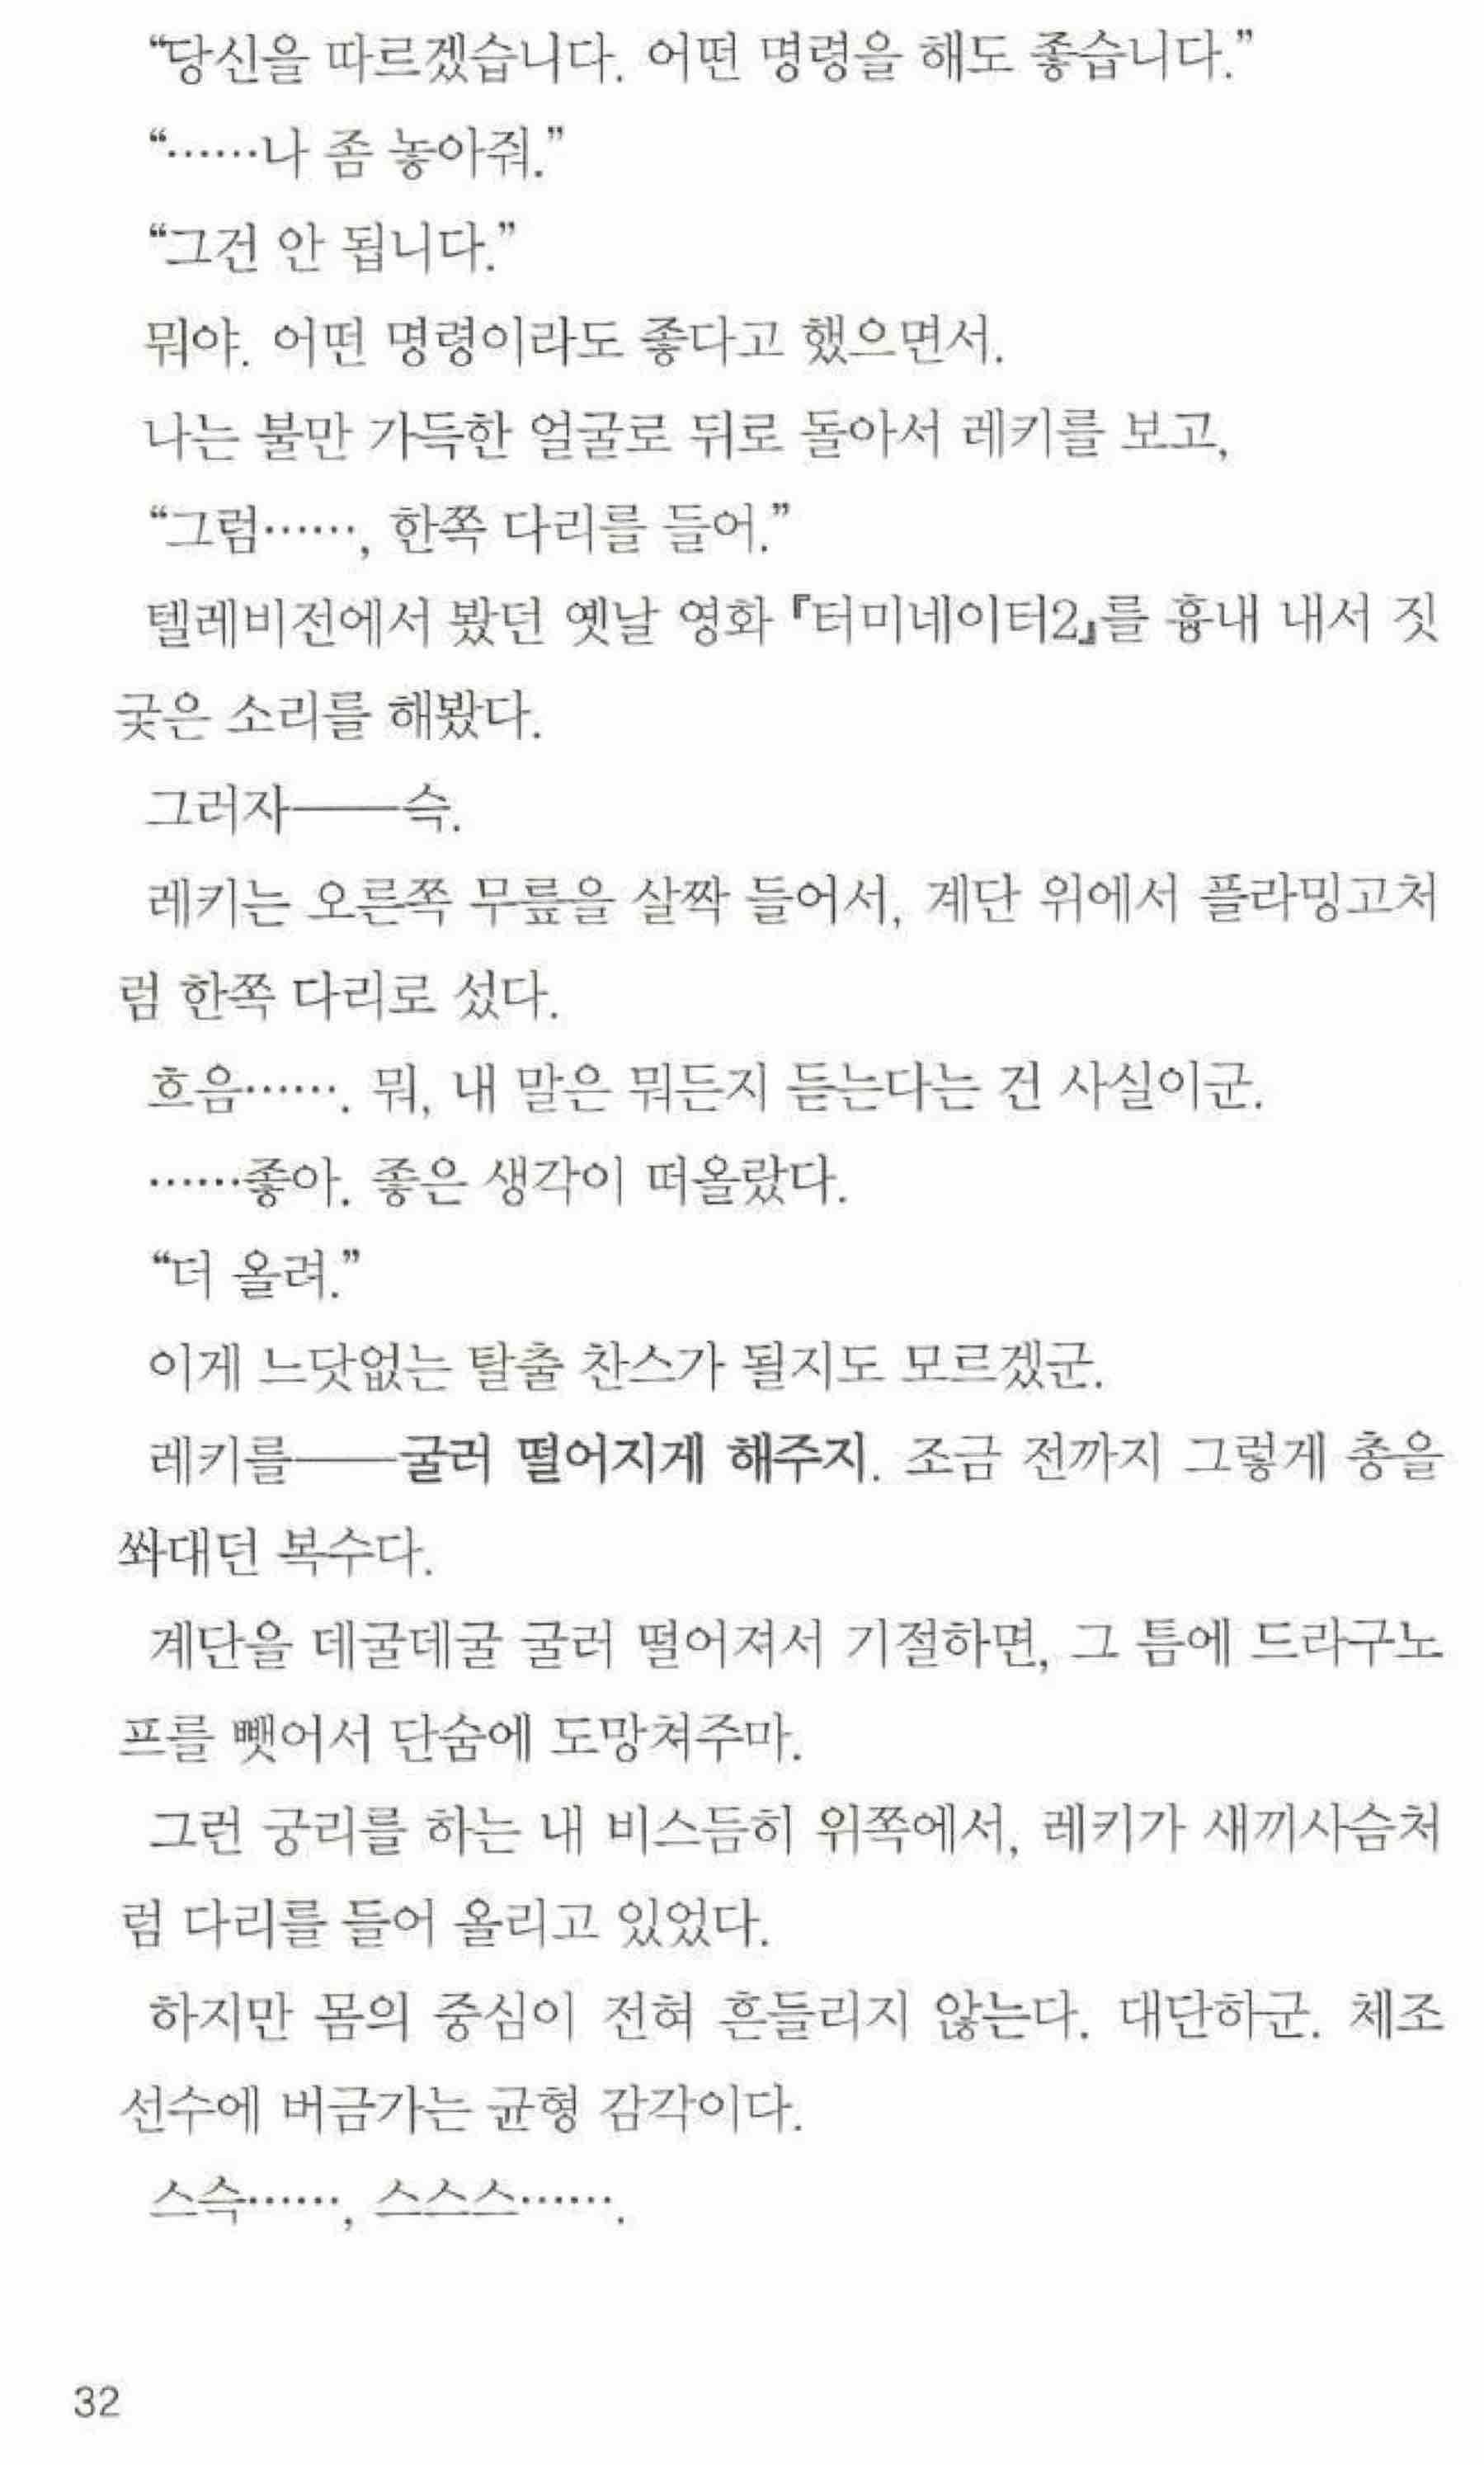 “당신을 따르겠습니다. 어떤 명령을 해도 좋습니다.”
“……나 좀 놓아줘.”
“그건 안 됩니다.”
뭐야. 어떤 명령이라도 좋다고 했으면서.
나는 불만 가득한 얼굴로 뒤로 돌아서 레키를 보고,
“그럼……, 한쪽 다리를 들어.”
텔레비전에서 봤던 옛날 영화 『터미네이터2』를 흉내 내서 짓
궂은 소리를 해봤다.
그러자――슥.
레키는 오른쪽 무릎을 살짝 들어서, 계단 위에서 플라밍고처
럼 한쪽 다리로 섰다.
흐음……. 뭐, 내 말은 뭐든지 듣는다는 건 사실이군.
……좋아. 좋은 생각이 떠올랐다.
“더 올려.”
이게 느닷없는 탈출 찬스가 될지도 모르겠군.
레키를――굴러 떨어지게 해주지. 조금 전까지 그렇게 총을
쏴대던 복수다.
계단을 데굴데굴 굴러 떨어져서 기절하면, 그 틈에 드라구노
프를 뺏어서 단숨에 도망쳐주마.
그런 궁리를 하는 내 비스듬히 위쪽에서, 레키가 새끼사슴처
럼 다리를 들어 올리고 있었다.
하지만 몸의 중심이 전혀 흔들리지 않는다. 대단하군. 체조
선수에 버금가는 균형 감각이다.
스슥……, 스스스…….
32